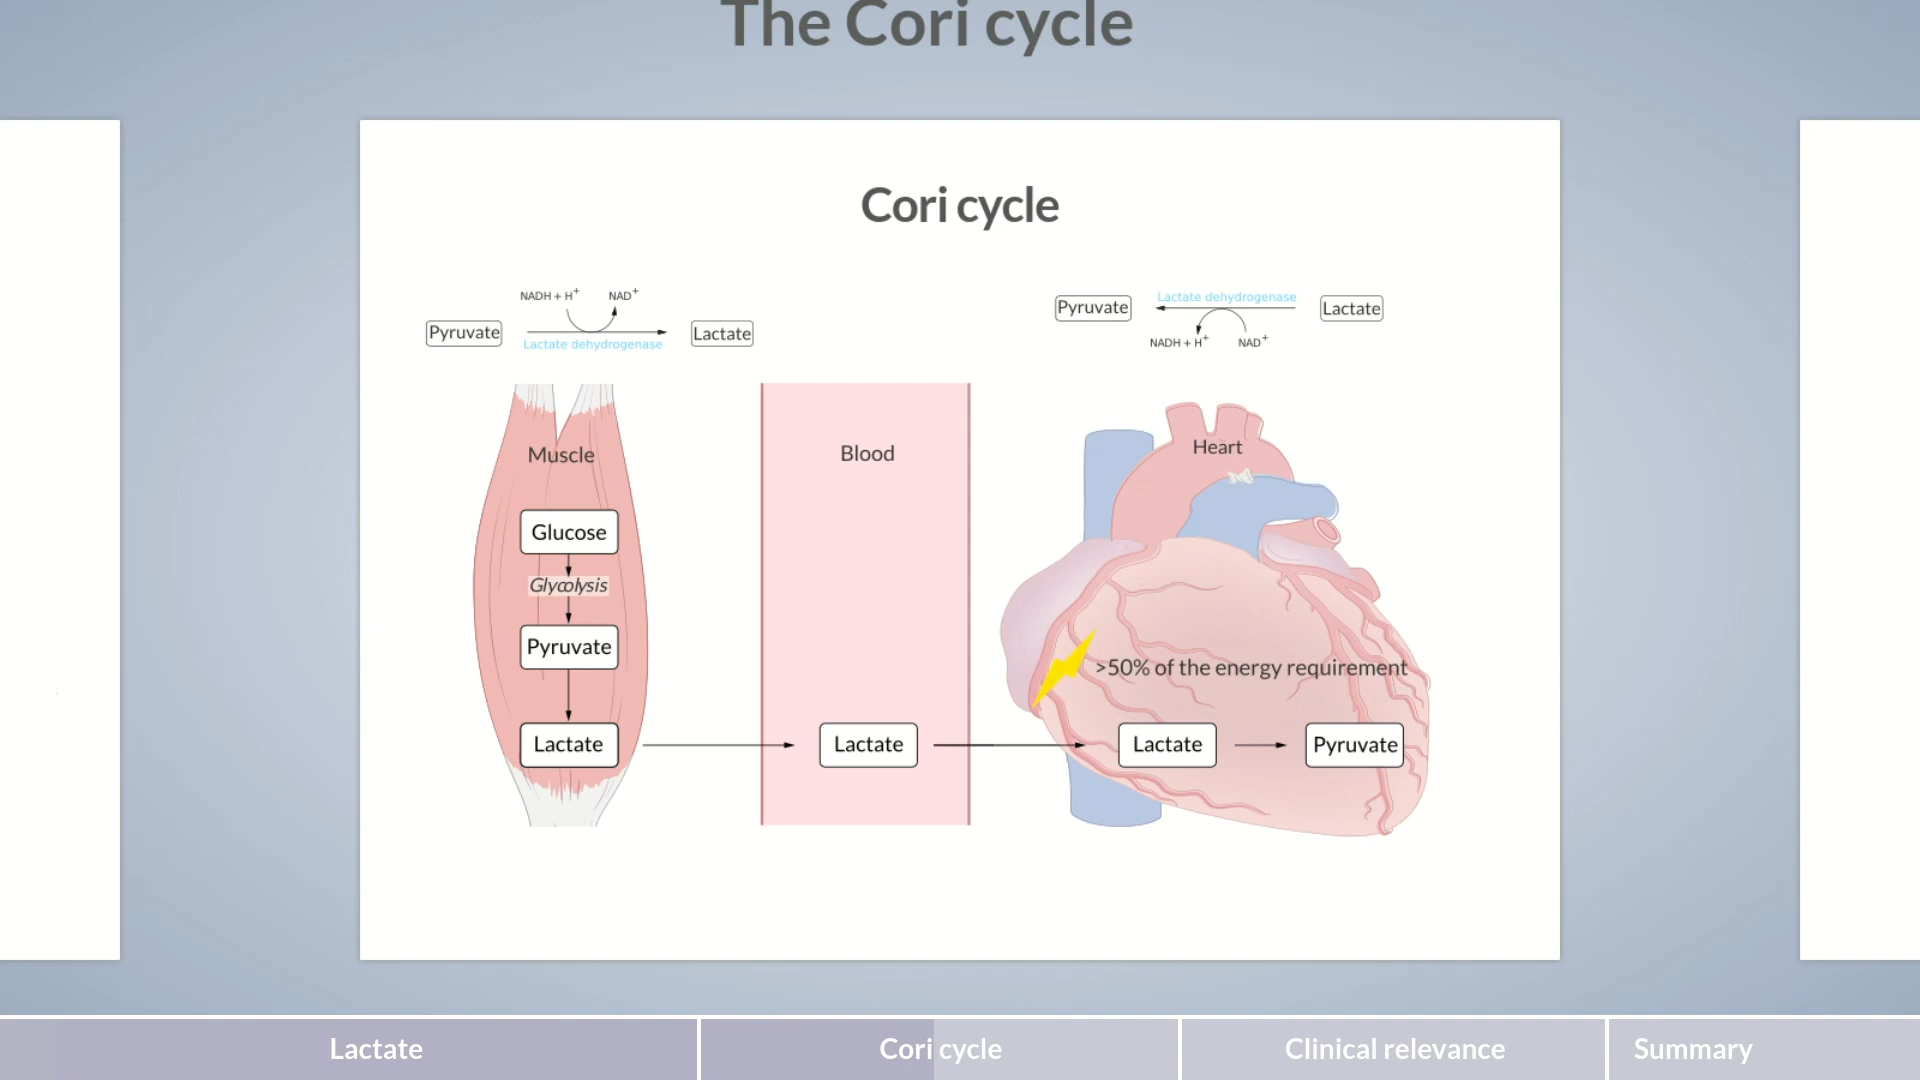 The Cori cycle
Cori cycle
NADH + H+ NAD+
Pyruvate
Lactate
Lactate dehydrogenase
Lactate dehydrogenase
Pyruvate
Lactate
NADH + H+ NAD+
Muscle
Glucose
Glycolysis
Pyruvate
Lactate
Blood
Lactate
Heart
>50% of the energy requirement
Lactate
Pyruvate
Lactate
Cori cycle
Clinical relevance
Summary